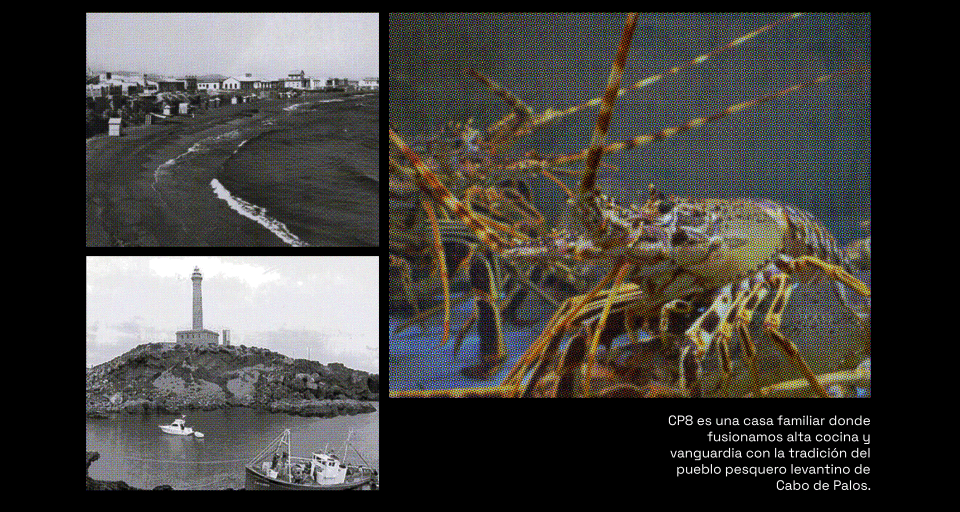 CP8 es una casa familiar donde
fusionamos alta cocina y
vanguardia con la tradición del
pueblo pesquero levantino de
Cabo de Palos.